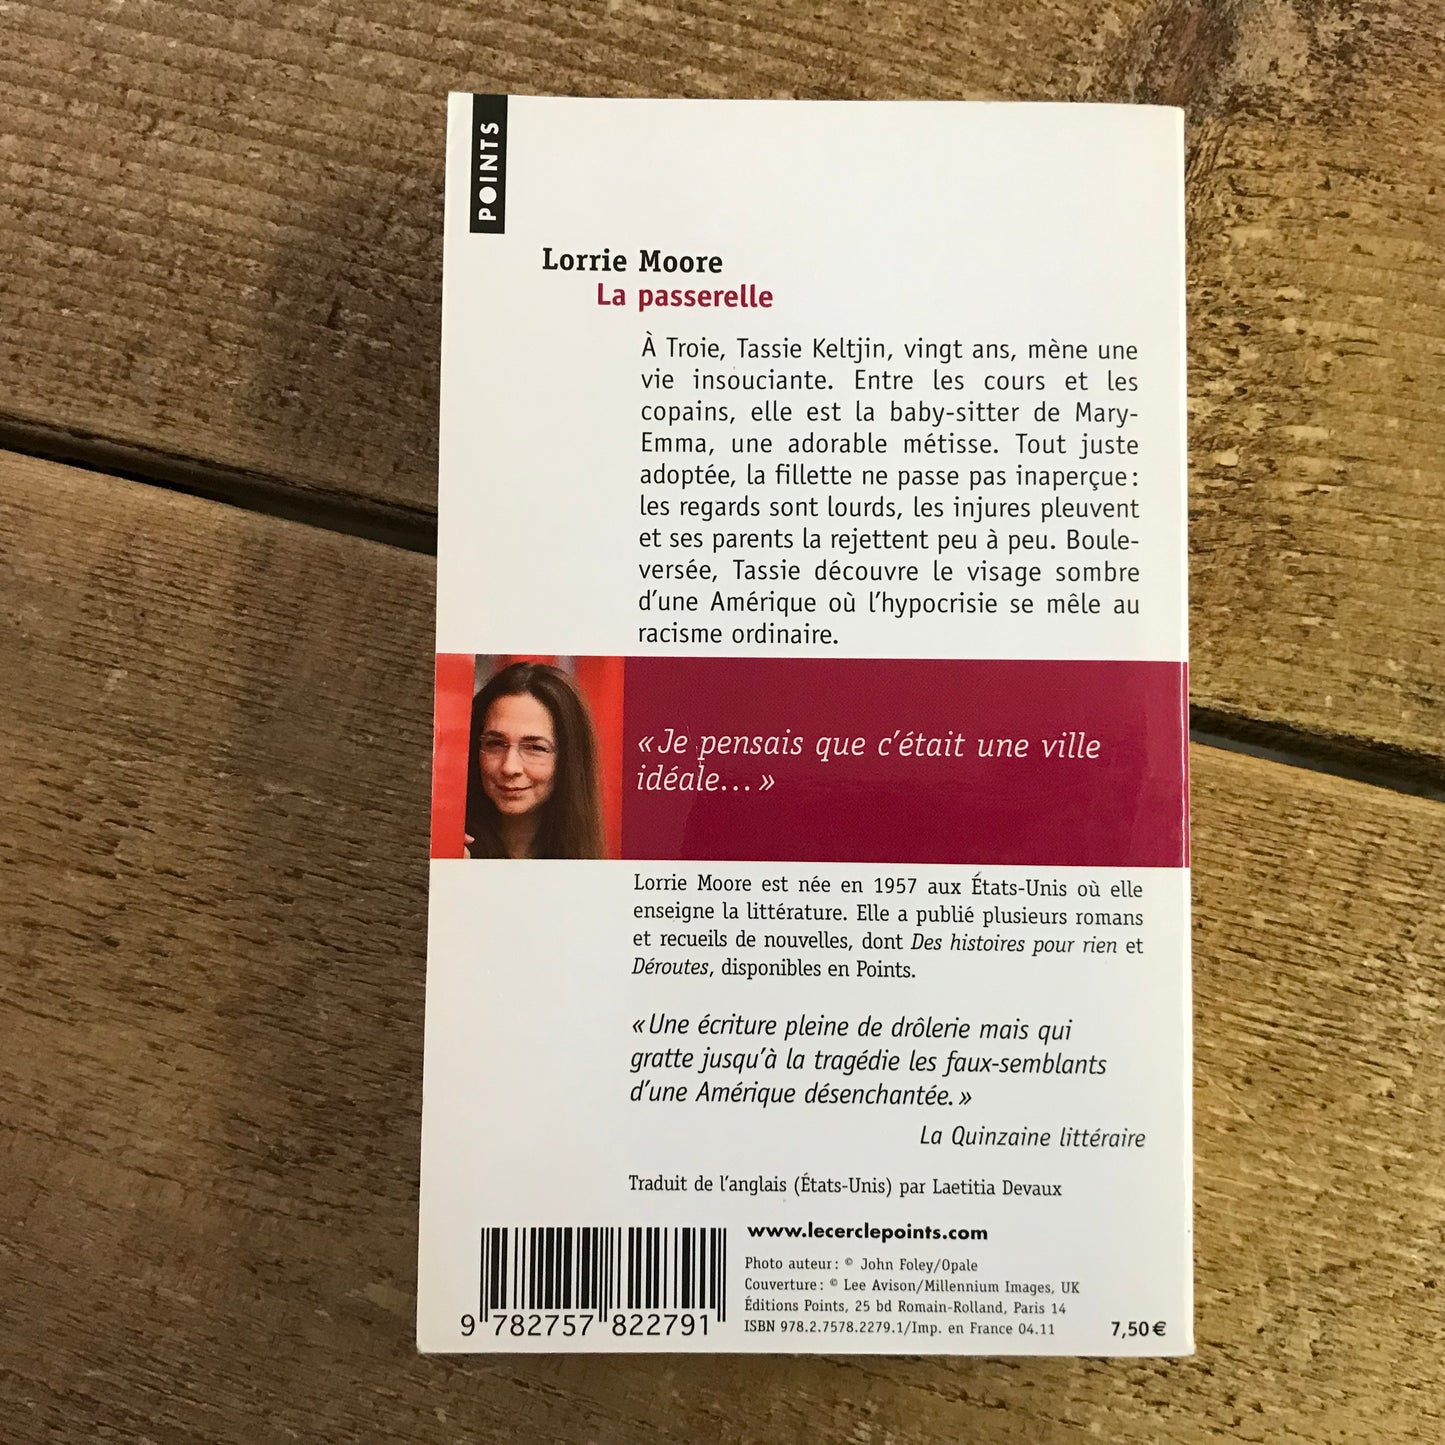 POINTS
Lorrie Moore
La passerelle
À Troie, Tassie Keltjin, vingt ans, mène une
vie insouciante. Entre les cours et les
copains, elle est la baby-sitter de Mary-
Emma, une adorable métisse. Tout juste
adoptée, la fillette ne passe pas inaperçue :
les regards sont lourds, les injures pleuvent
et ses parents la rejettent peu à peu. Boule-
versée, Tassie découvre le visage sombre
d'une Amérique où l'hypocrisie se mêle au
racisme ordinaire.
« Je pensais que c'était une ville
idéale... »
Lorrie Moore est née en 1957 aux États-Unis où elle
enseigne la littérature. Elle a publié plusieurs romans
et recueils de nouvelles, dont Des histoires pour rien et
Déroutes, disponibles en Points.
« Une écriture pleine de drôlerie mais qui
gratte jusqu'à la tragédie les faux-semblants
d'une Amérique désenchantée. »
La Quinzaine littéraire
Traduit de l'anglais (États-Unis) par Laetitia Devaux
www.lecerclepoints.com
Photo auteur : © John Foley/Opale
Couverture : © Lee Avison/Millennium Images, UK
Éditions Points, 25 bd Romain-Rolland, Paris 14
ISBN 978.2.7578.2279.1/Imp. en France 04.11
7,50 €
9 782757 822791